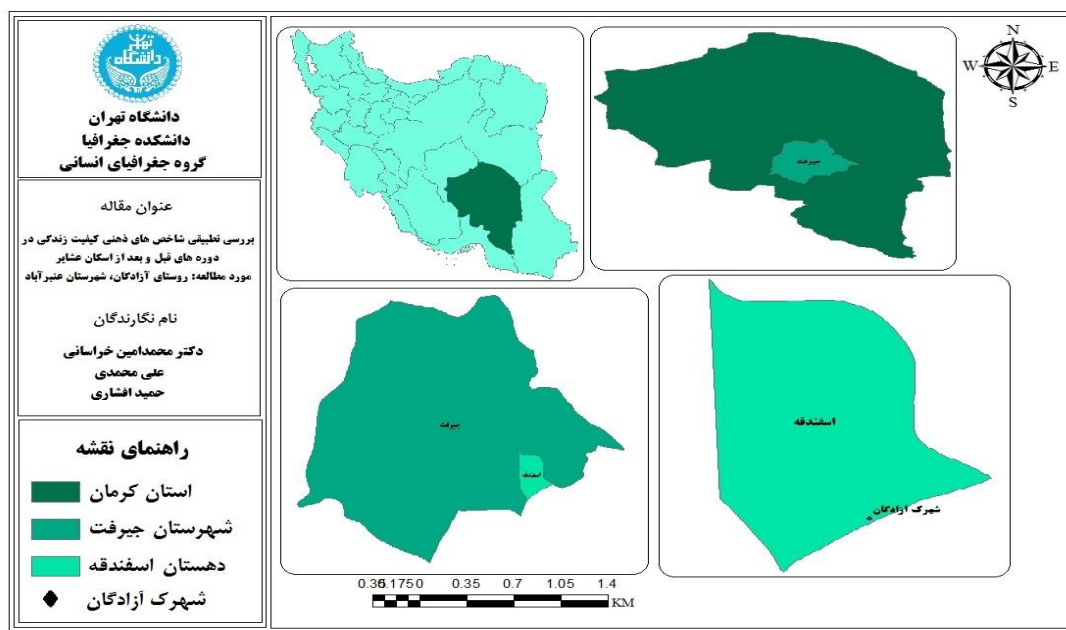 دانشگاه تهران
دانشگاه تهران
دانشکده جغرافیا
گروه جغرافیای انسانی
عنوان مقاله
بررسی تطبیقی شاخص های ذهنی کیفیت زندگی در
دوره های قبل و بعد از اسکان عشایر
مورد مطالعه: روستای آزادگان، شهرستان عنبرآباد
نام نگارندگان
دکتر محمدامین خراسانی
علی محمدی
حمید افشاری
راهنمای نقشه
استان کرمان
شهرستان جیرفت
دهستان اسفندقه
شهرک آزادگان
N
W
E
S
جیرفت
جیرفت
اسفندقه
اسفندقه
شهرک ازادگان
0.35 0.175 0 0.35 0.7 1.05 1.4
KM